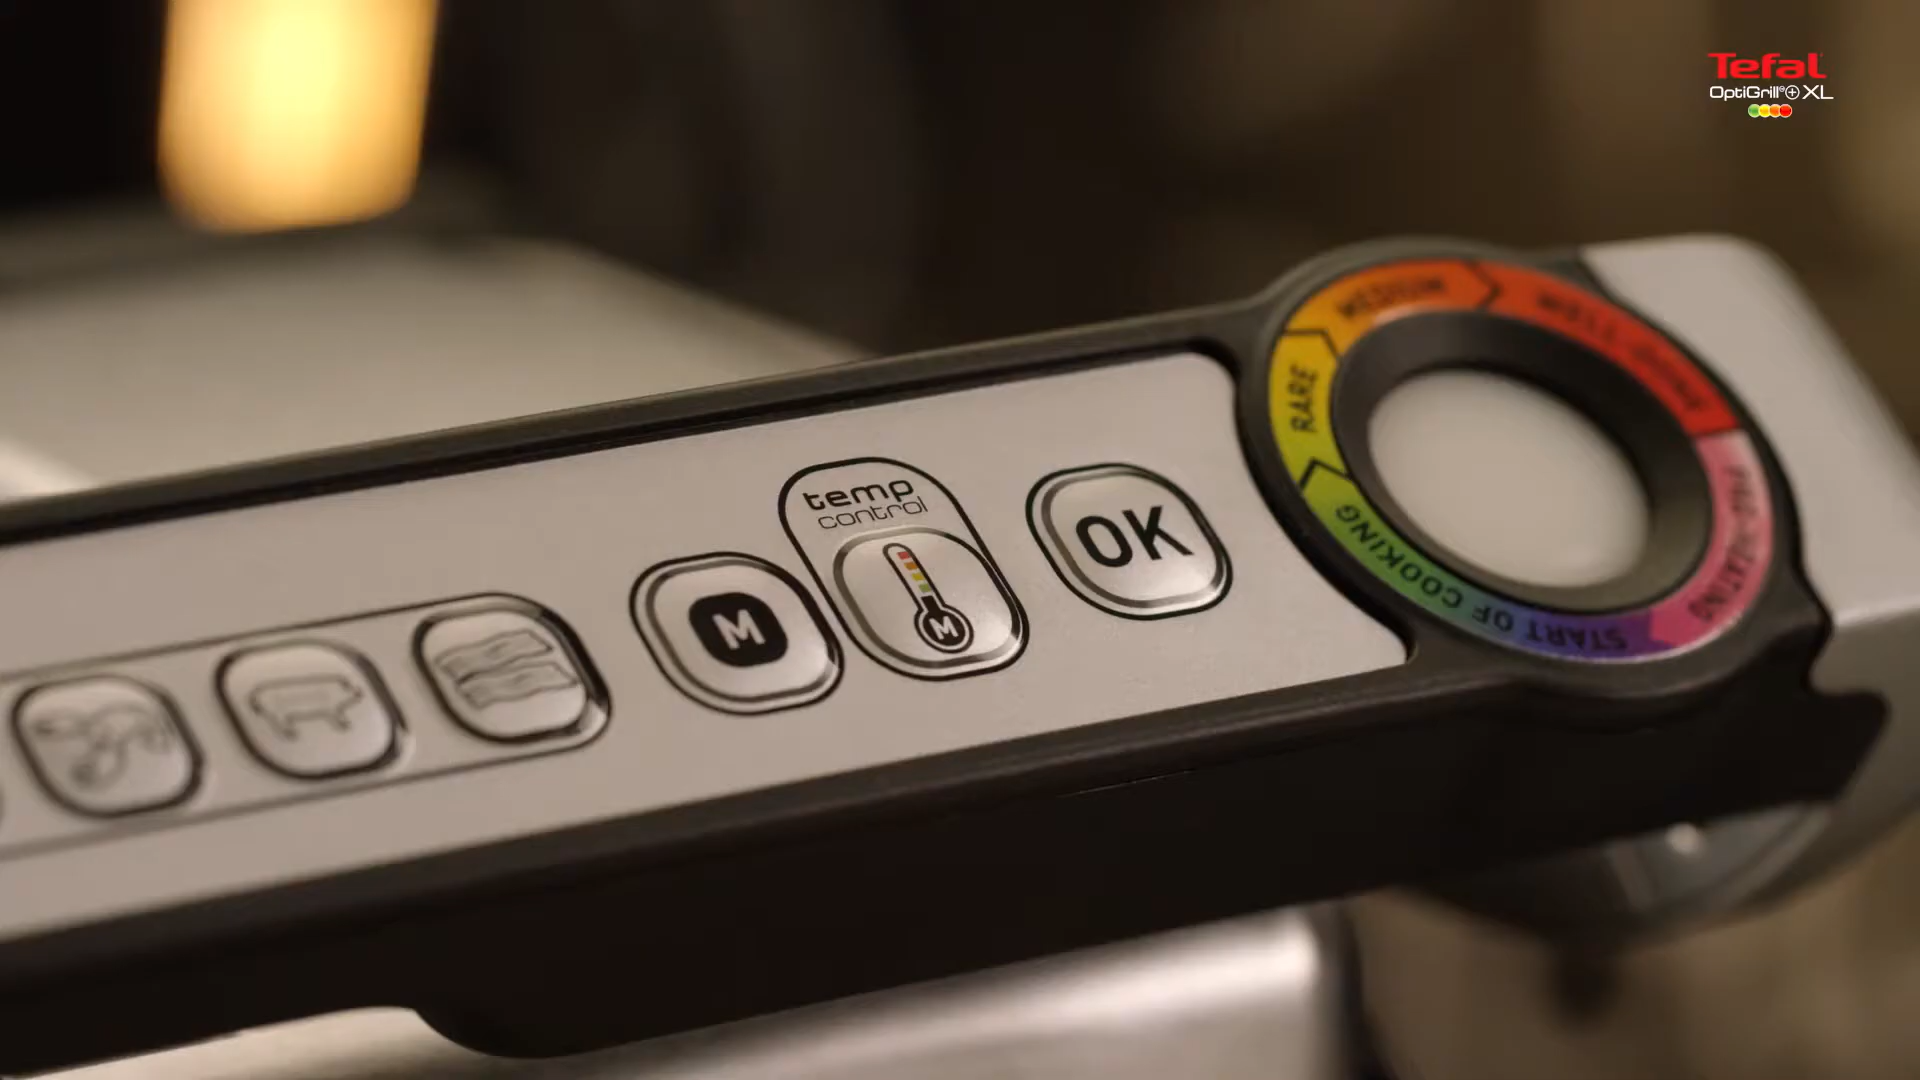 Tefal
OptiGrill®+ XL
temp
control
M
M
OK
PRE-HEATING
START OF COOKING
RARE
MEDIUM
WELL-DONE